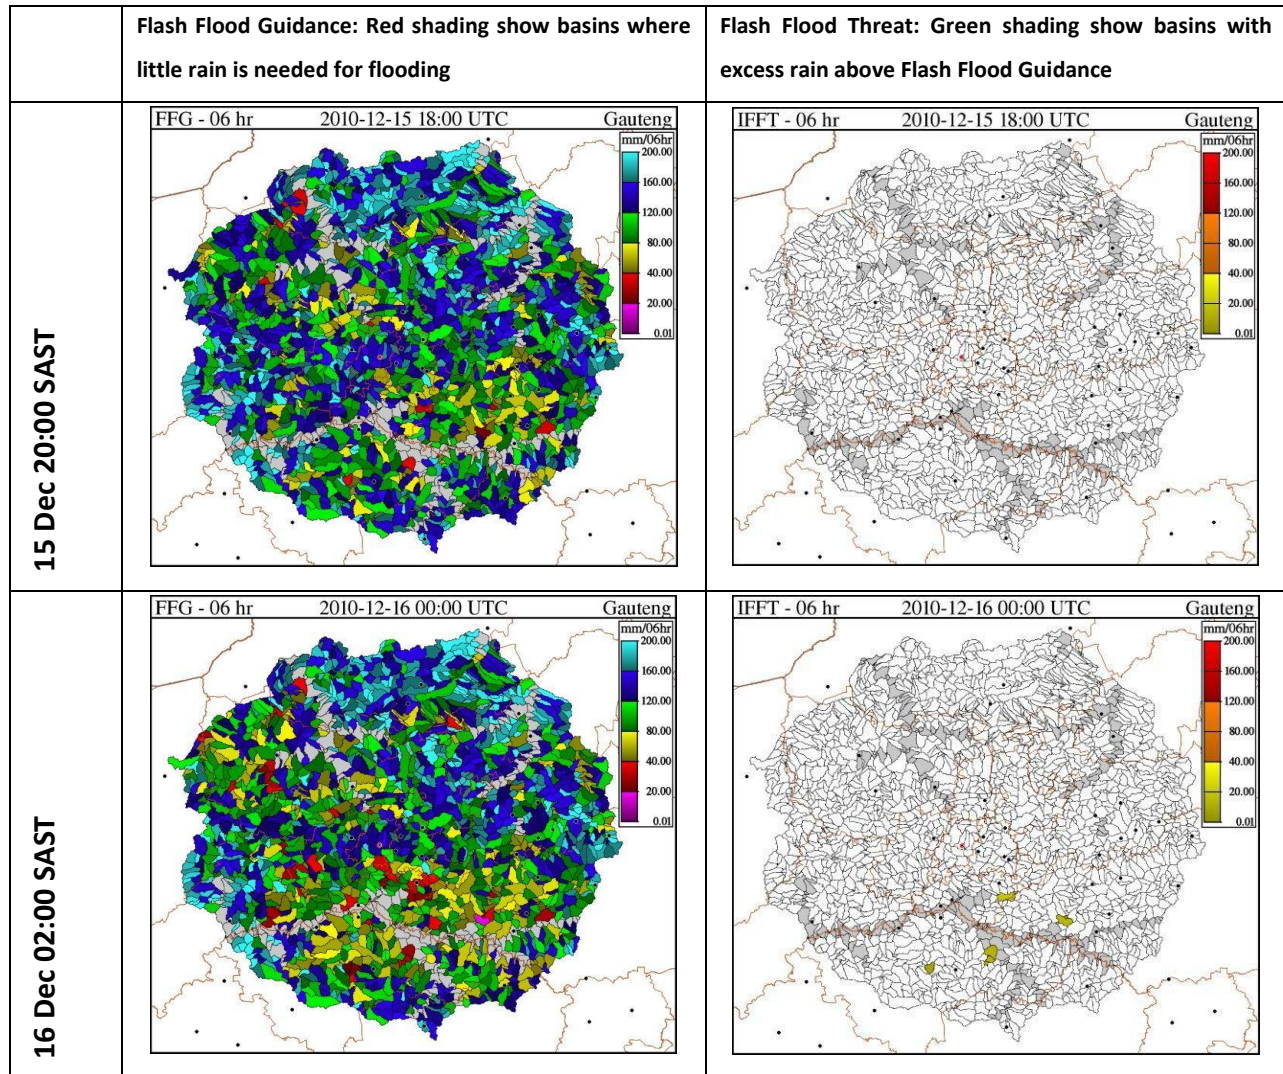 Flash Flood Guidance: Red shading show basins where
little rain is needed for flooding
Flash Flood Threat: Green shading show basins with
excess rain above Flash Flood Guidance
15 Dec 20:00 SAST
FFG - 06 hr 2010-12-15 18:00 UTC Gauteng
mm/06hr
200.00
160.00
120.00
80.00
40.00
20.00
0.01
IFFT - 06 hr 2010-12-15 18:00 UTC Gauteng
mm/06hr
200.00
160.00
120.00
80.00
40.00
20.00
0.01
16 Dec 02:00 SAST
FFG - 06 hr 2010-12-16 00:00 UTC Gauteng
mm/06hr
200.00
160.00
120.00
80.00
40.00
20.00
0.01
IFFT - 06 hr 2010-12-16 00:00 UTC Gauteng
mm/06hr
200.00
160.00
120.00
80.00
40.00
20.00
0.01